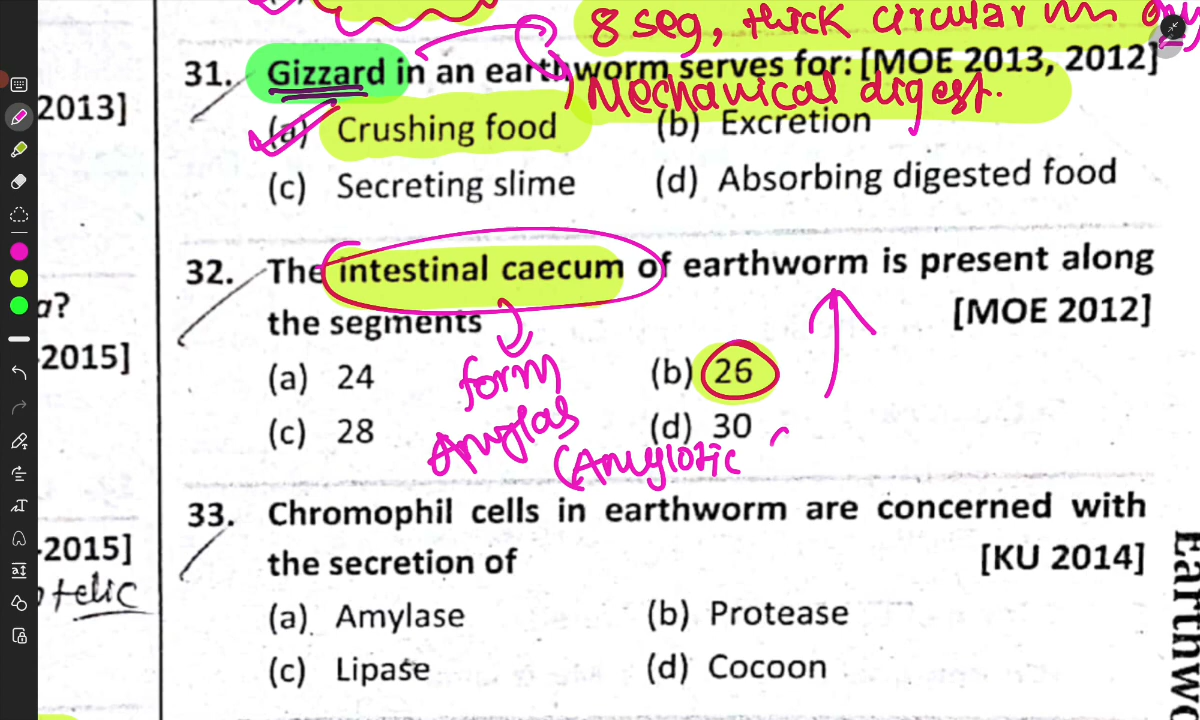 8 seg, thick circular m
31. Gizzard in an earthworm serves for: [MOE 2013, 2012]
Mechanical digest.
2013]
(a) Crushing food (b) Excretion
(c) Secreting slime (d) Absorbing digested food
32. The intestinal caecum of earthworm is present along
a?
the segments [MOE 2012]
2015]
(a) 24 (b) 26
form
(c) 28 (d) 30
Amylas
(Amylotic
33. Chromophil cells in earthworm are concerned with
-2015]
the secretion of [KU 2014]
telic
(a) Amylase (b) Protease
(c) Lipase (d) Cocoon
Earthwo